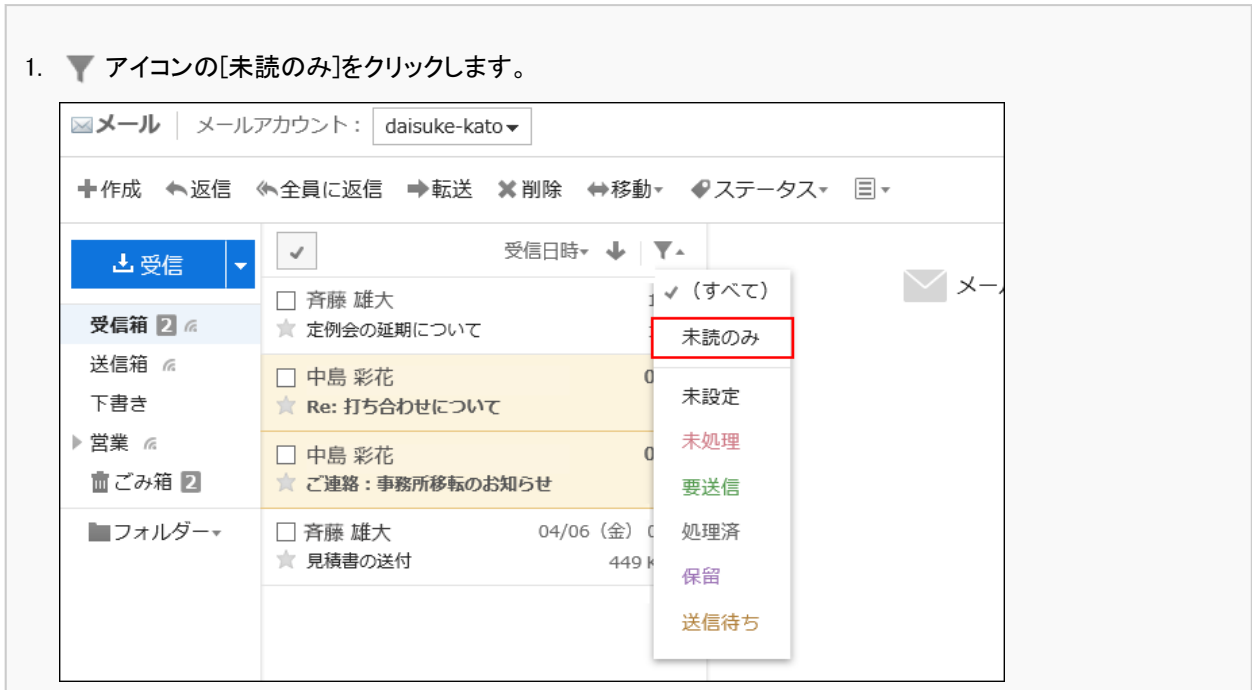 1. アイコンの[未読のみ]をクリックします。
メール メールアカウント： daisuke-kato
作成 返信 全員に返信 転送 削除 移動 ステータス
受信
受信日時
受信箱 2
送信箱
下書き
営業
ごみ箱 2
フォルダー
斉藤 雄大
定例会の延期について
中島 彩花
Re: 打ち合わせについて
中島 彩花
ご連絡：事務所移転のお知らせ
斉藤 雄大 04/06（金）
見積書の送付 449
（すべて）
未読のみ
未設定
未処理
要送信
処理済
保留
送信待ち
メー